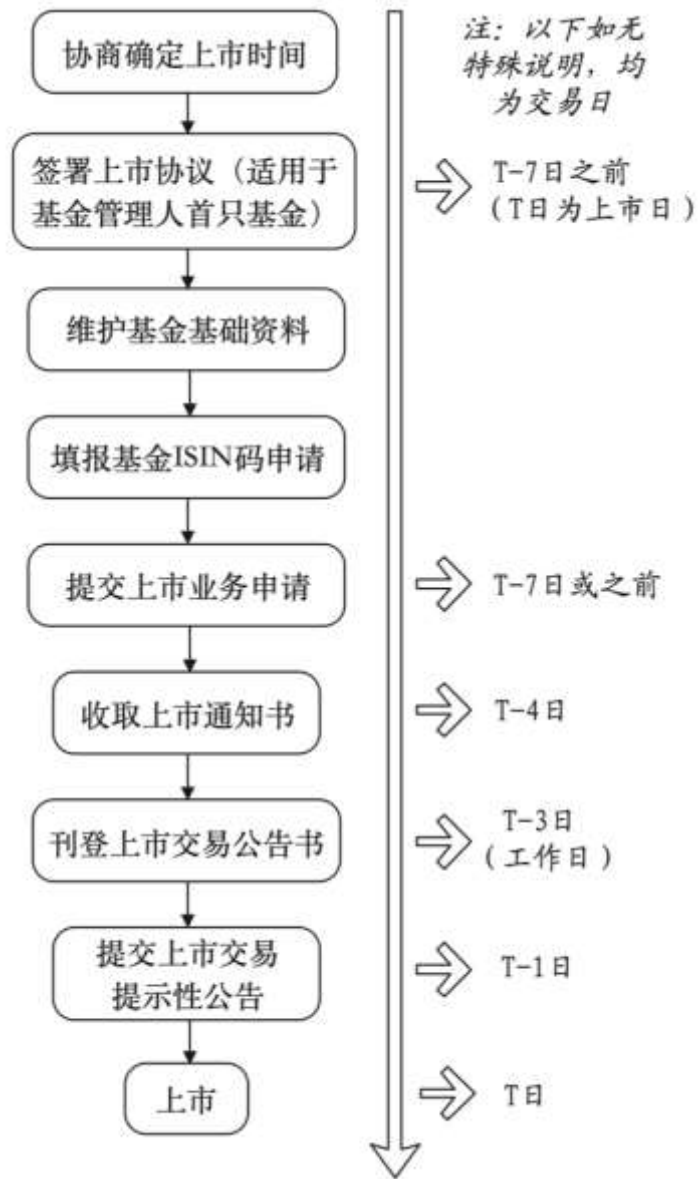 协商确定上市时间
注：以下如无
特殊说明，均
为交易日
签署上市协议（适用于
基金管理人首只基金）
T-7日之前
（T日为上市日）
维护基金基础资料
填报基金ISIN码申请
提交上市业务申请
T-7日或之前
收取上市通知书
T-4日
刊登上市交易公告书
T-3日
（工作日）
提交上市交易
提示性公告
T-1日
上市
T日